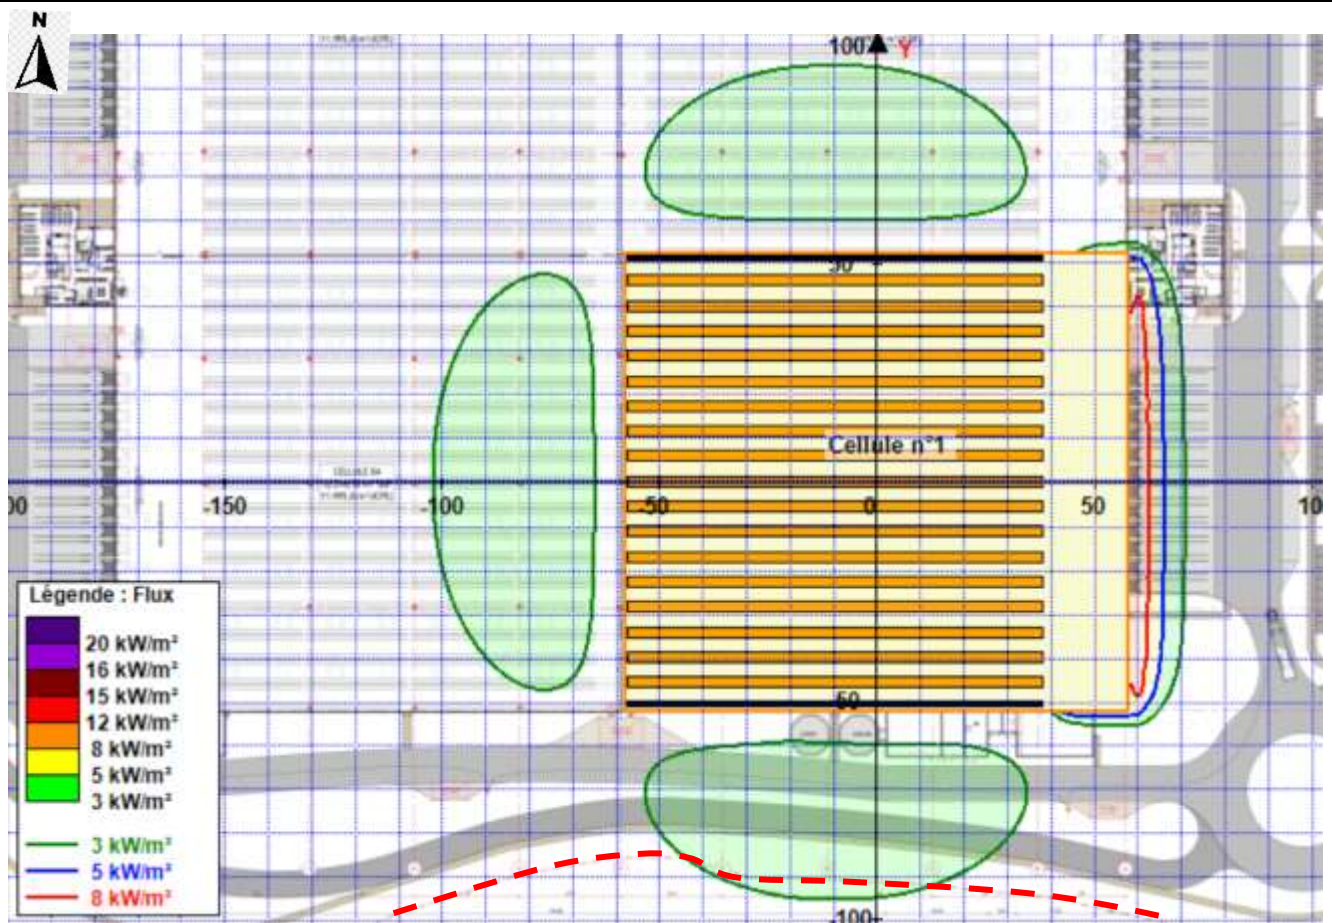 N
100
Y
50
Cellule n°1
00 -150 -100 -50 0 50 10
Légende : Flux
20 kW/m²
16 kW/m²
15 kW/m²
12 kW/m²
8 kW/m²
5 kW/m²
3 kW/m²
3 kW/m²
5 kW/m²
8 kW/m²
-50
-100